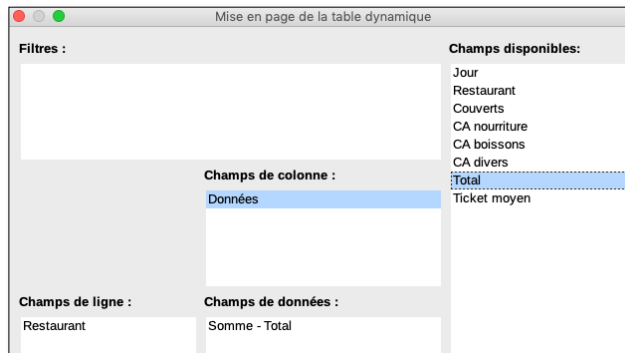 Mise en page de la table dynamique
Filtres :
Champs disponibles:
Jour
Restaurant
Couverts
CA nourriture
CA boissons
CA divers
Total
Ticket moyen
Champs de colonne :
Données
Champs de ligne :
Restaurant
Champs de données :
Somme - Total